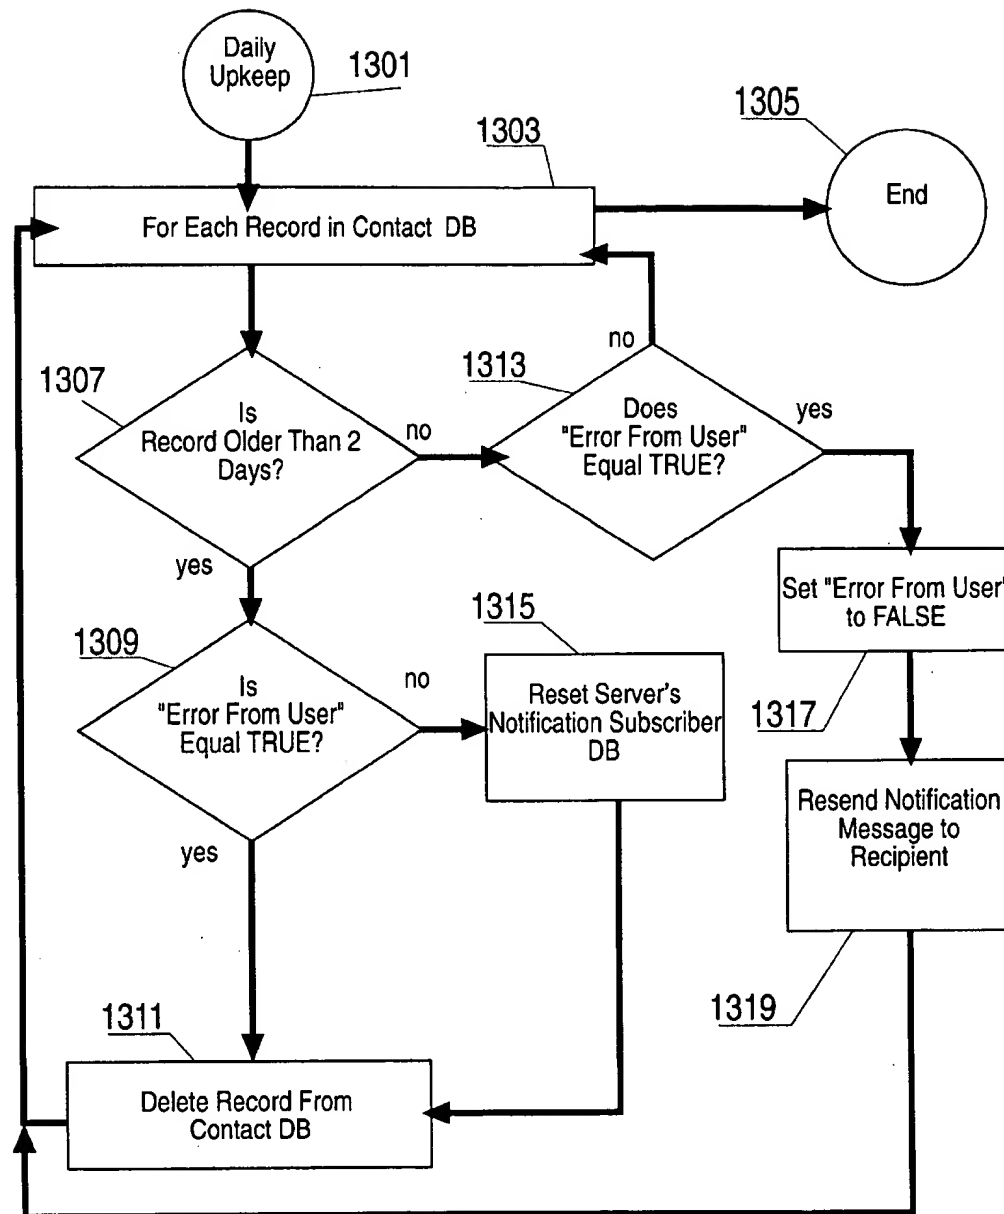 Daily
Upkeep
1301
1303
1305
End
For Each Record in Contact DB
no
1307
1313
Is
Record Older Than 2
Days?
no
Does
"Error From User"
Equal TRUE?
yes
yes
Set "Error From User"
to FALSE
1309
1315
1317
Is
"Error From User"
Equal TRUE?
no
Reset Server's
Notification Subscriber
DB
Resend Notification
Message to
Recipient
yes
1319
1311
Delete Record From
Contact DB